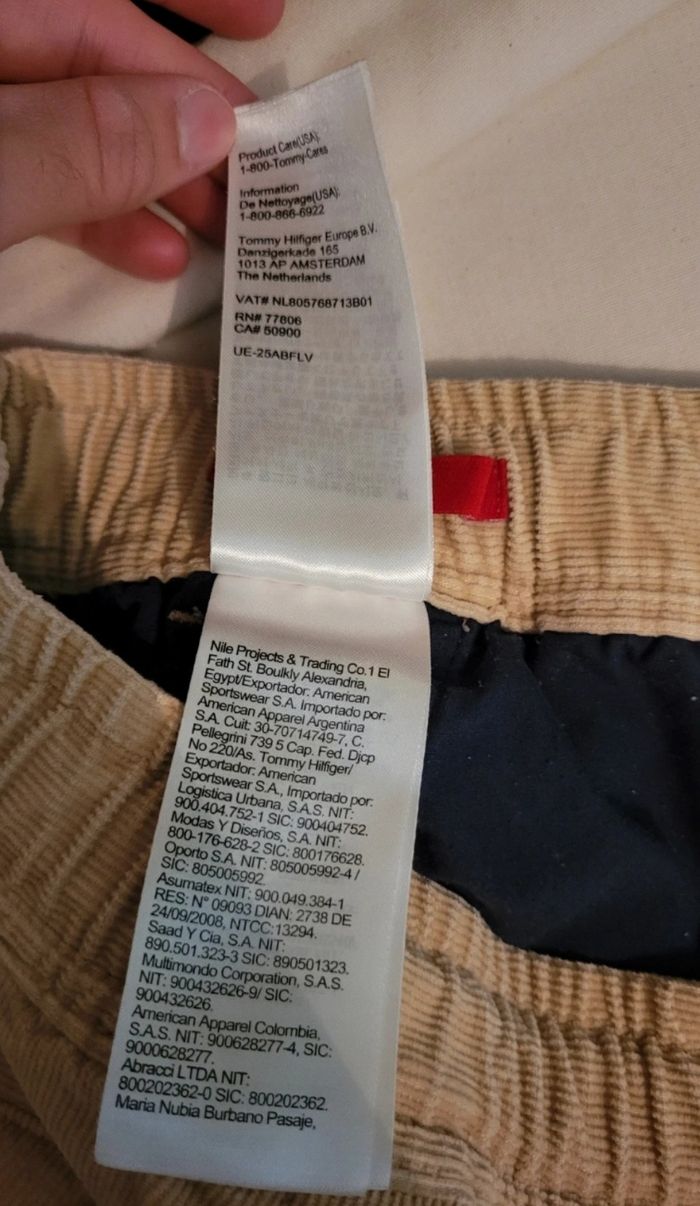 Product Care(USA):
1-800-Tommy-Cares
Information
De Nettoyage(USA):
1-800-866-6922
Tommy Hilfiger Europe B.V.
Danzigerkade 165
1013 AP AMSTERDAM
The Netherlands
VAT# NL805768713B01
RN# 77806
CA# 50900
UE-25ABFLV
Nile Projects & Trading Co.1 El
Fath St. Boulkly Alexandria,
Egypt/Exportador: American
Sportswear S.A. Importado por:
American Apparel Argentina
S.A. Cuit: 30-70714749-7, C.
Pellegrini 739 5 Cap. Fed. Djcp
No 220/As. Tommy Hilfiger/
Exportador: American
Sportswear S.A., Importado por:
Logistica Urbana, S.A.S. NIT:
900.404.752-1 SIC: 900404752.
Modas Y Diseños, S.A. NIT:
800-176-628-2 SIC: 800176628.
Oporto S.A. NIT: 805005992-4 /
SIC: 805005992.
Asumatex NIT: 900.049.384-1
RES: N° 09093 DIAN: 2738 DE
24/09/2008, NTCC:13294.
Saad Y Cia, S.A. NIT:
890.501.323-3 SIC: 890501323.
Multimondo Corporation, S.A.S.
NIT: 900432626-9/ SIC:
900432626.
American Apparel Colombia,
S.A.S. NIT: 900628277-4, SIC:
9000628277.
Abracci LTDA NIT:
800202362-0 SIC: 800202362.
Maria Nubia Burbano Pasaje,